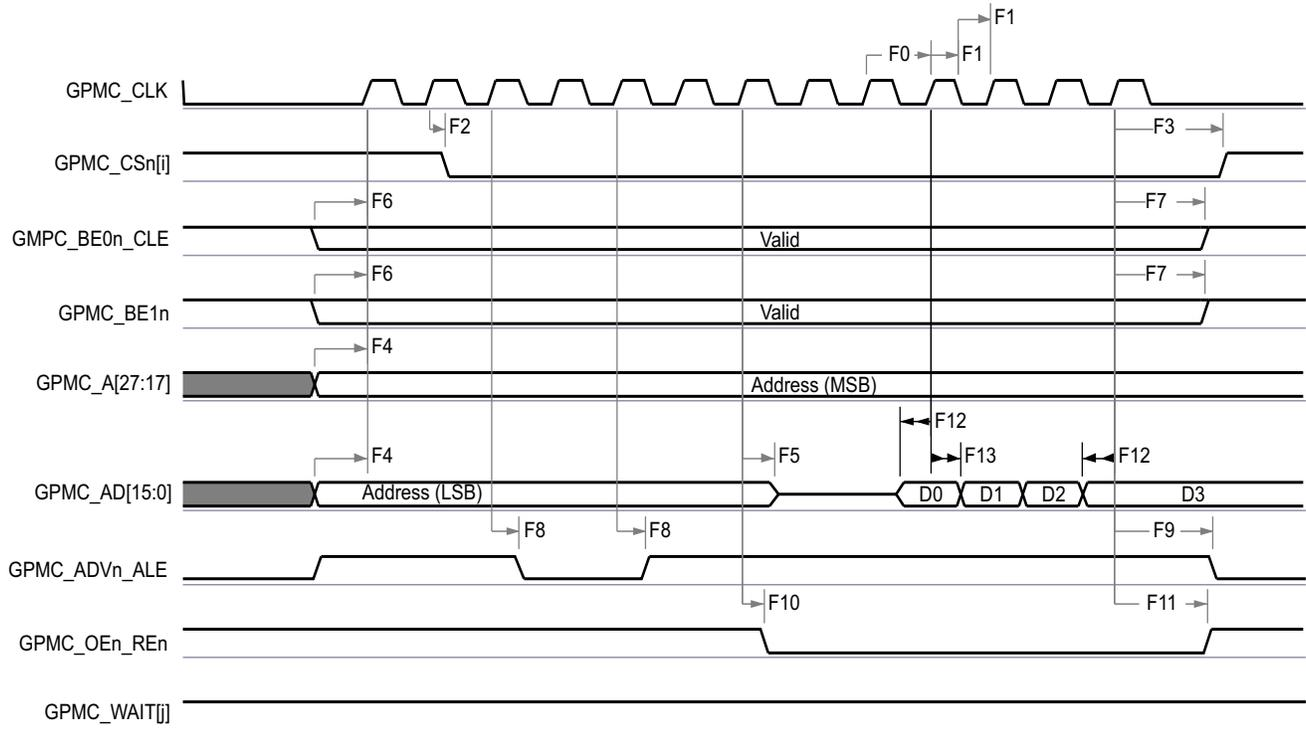 F1
F0 F1
GPMC_CLK
F2 F3
GPMC_CSn[i]
F6 F7
GMPC_BE0n_CLE Valid
F6 F7
GPMC_BE1n Valid
F4
GPMC_A[27:17] Address (MSB)
F12
F4 F5 F13 F12
GPMC_AD[15:0] Address (LSB) D0 D1 D2 D3
F8 F8 F9
GPMC_ADVn_ALE
F10 F11
GPMC_OEn_REn
GPMC_WAIT[j]